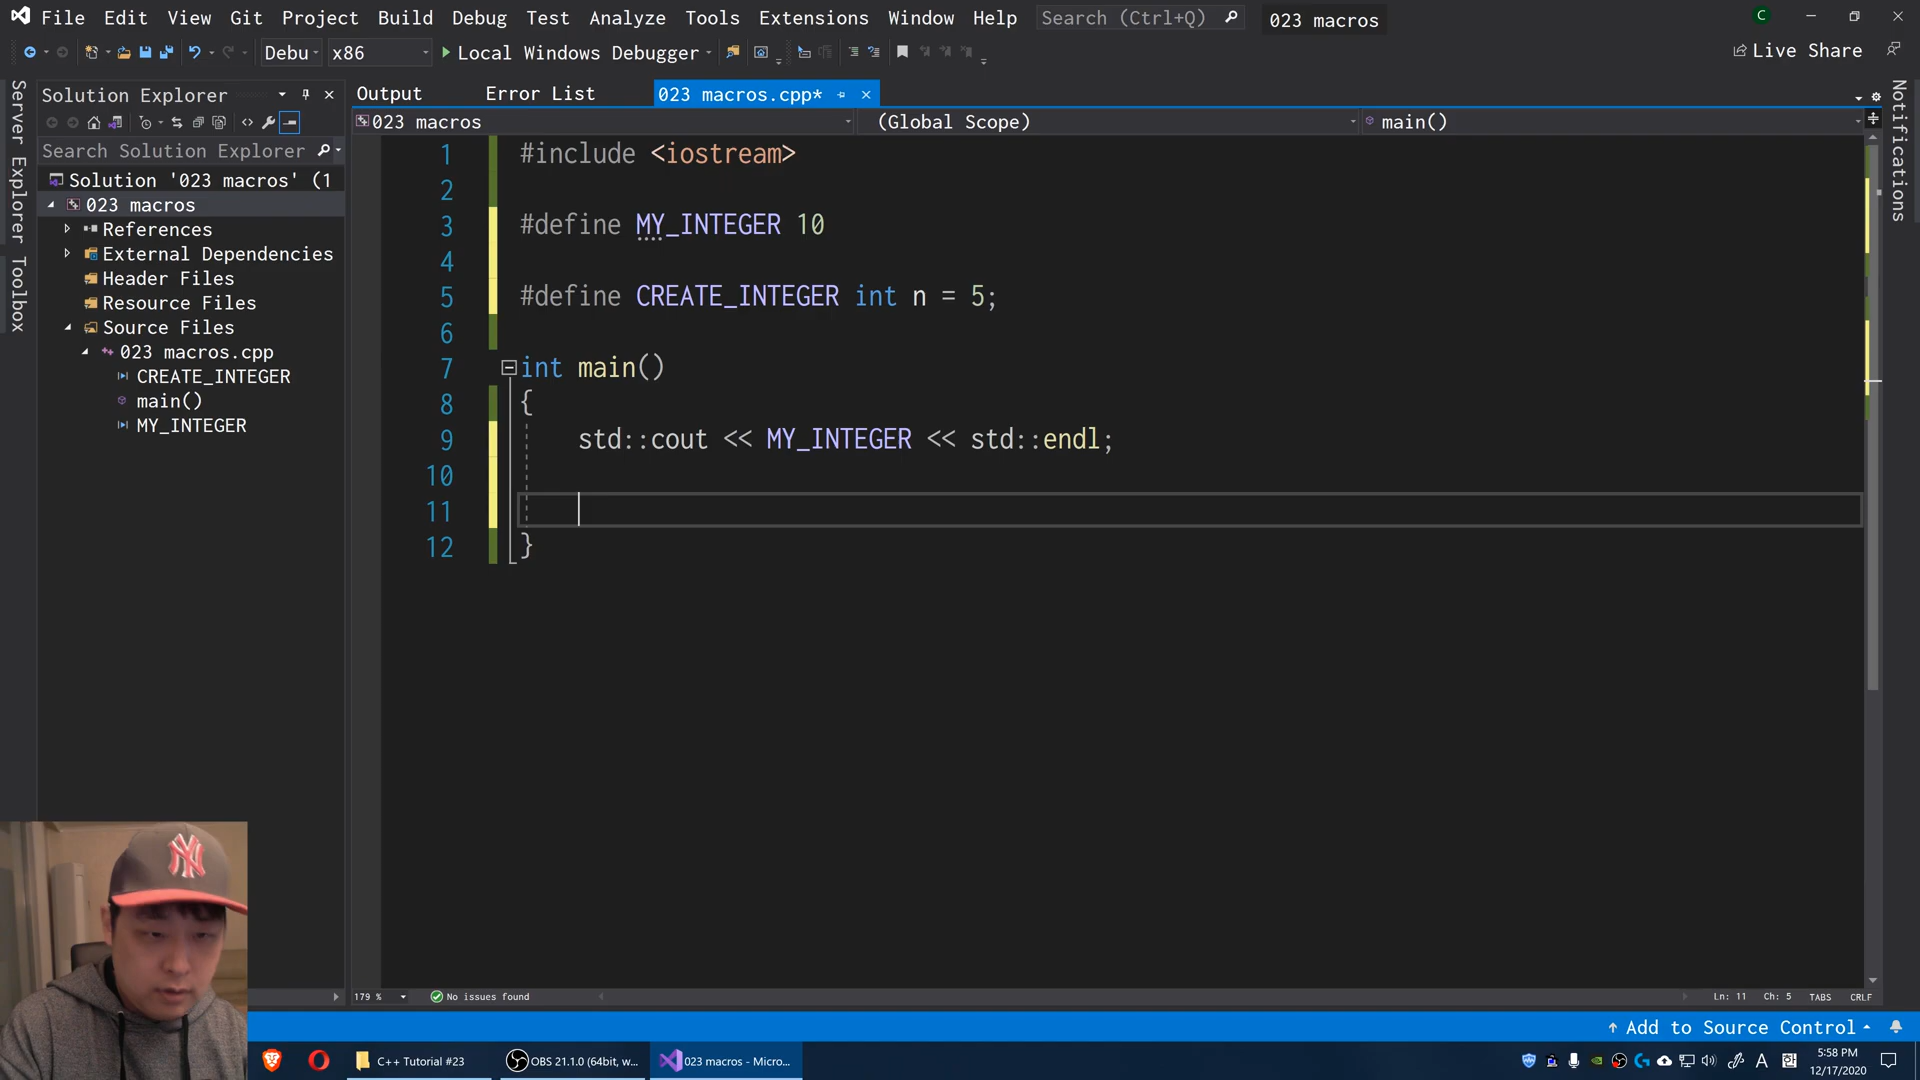 File Edit View Git Project Build Debug Test Analyze Tools Extensions Window Help Search (Ctrl+Q) 023 macros
C
Debu x86 Local Windows Debugger Live Share
Server Explorer
Toolbox
Notifications
Solution Explorer
Search Solution Explorer
Solution '023 macros' (1
023 macros
References
External Dependencies
Header Files
Resource Files
Source Files
023 macros.cpp
CREATE_INTEGER
main()
MY_INTEGER
Output Error List 023 macros.cpp*
023 macros (Global Scope) main()
1 #include <iostream>
2
3 #define MY_INTEGER 10
4
5 #define CREATE_INTEGER int n = 5;
6
7 int main()
8 {
9 std::cout << MY_INTEGER << std::endl;
10
11
12 }
NY
179 % No issues found Ln: 11 Ch: 5 TABS CRLF
Add to Source Control
C++ Tutorial #23 OBS 21.1.0 (64bit, w... 023 macros - Micro... A 한 5:58 PM
12/17/2020